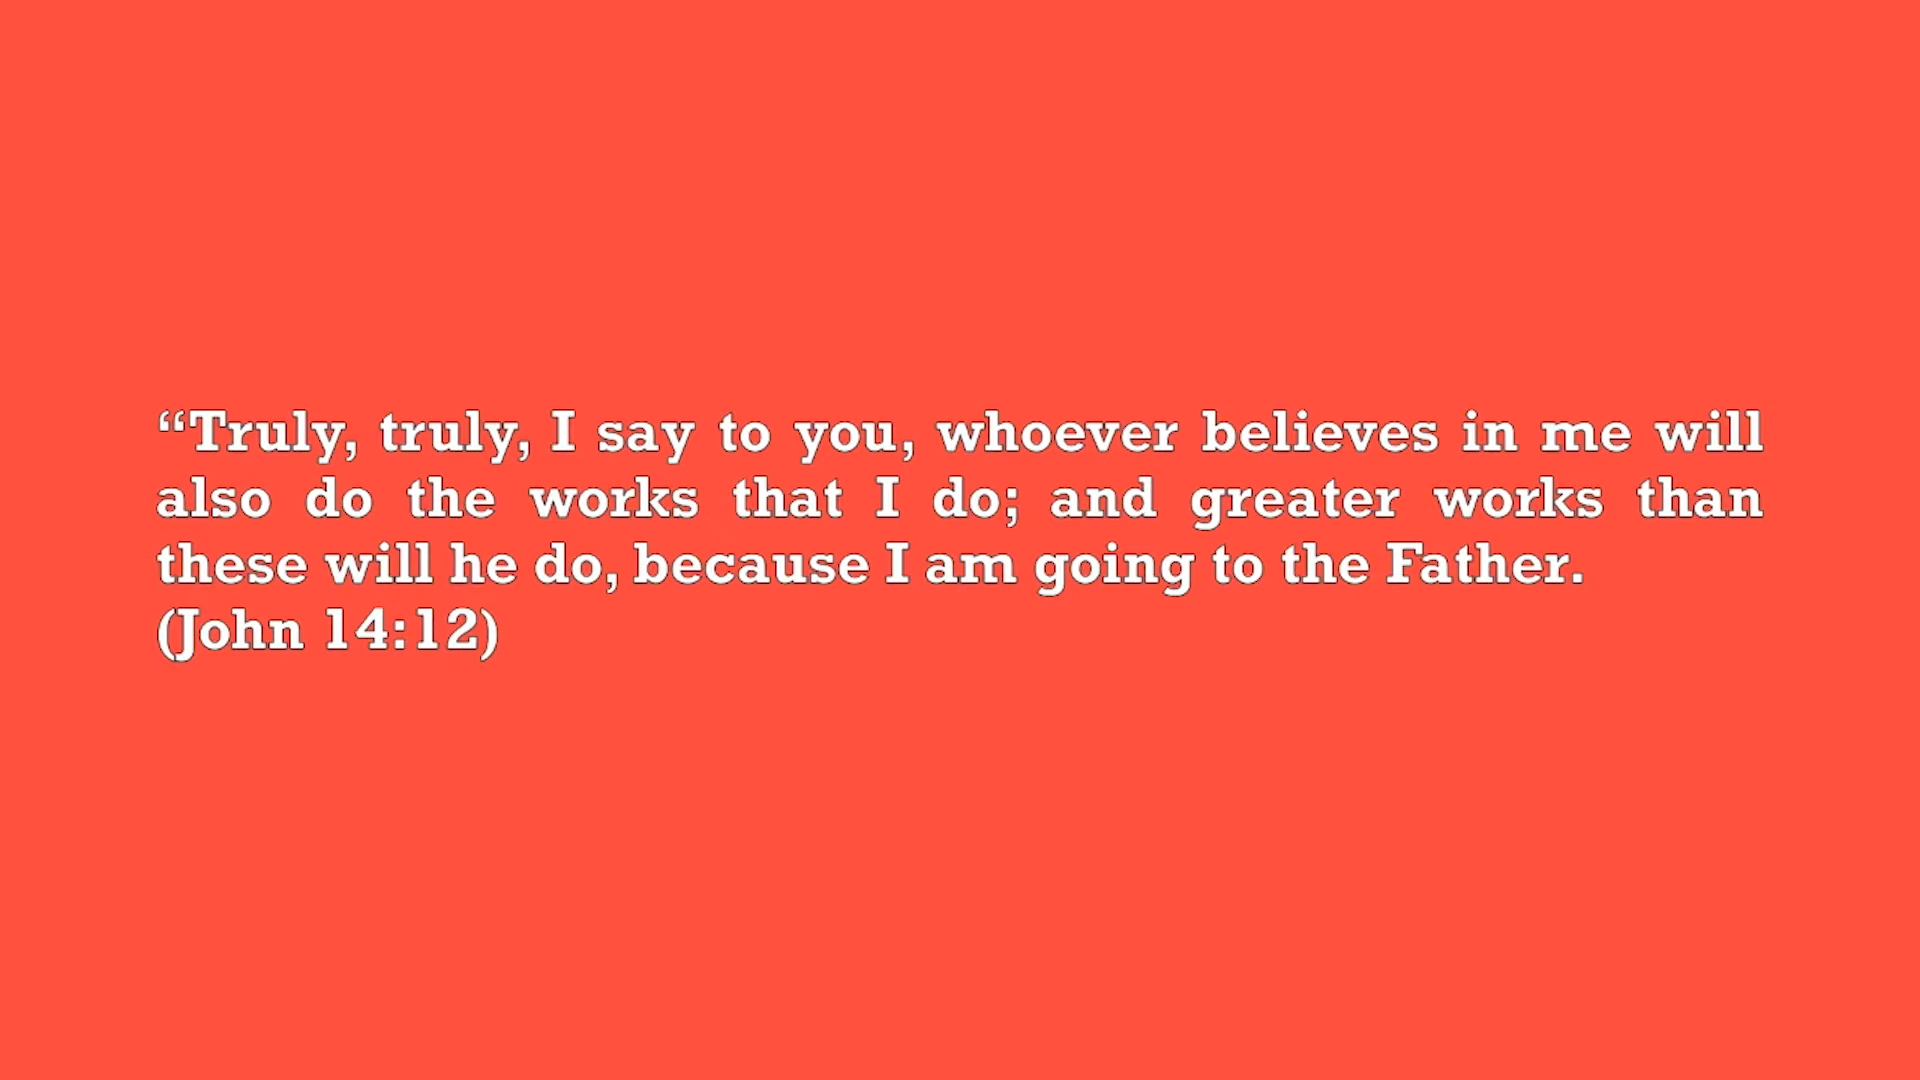 “Truly, truly, I say to you, whoever believes in me will
also do the works that I do; and greater works than
these will he do, because I am going to the Father.
(John 14:12)